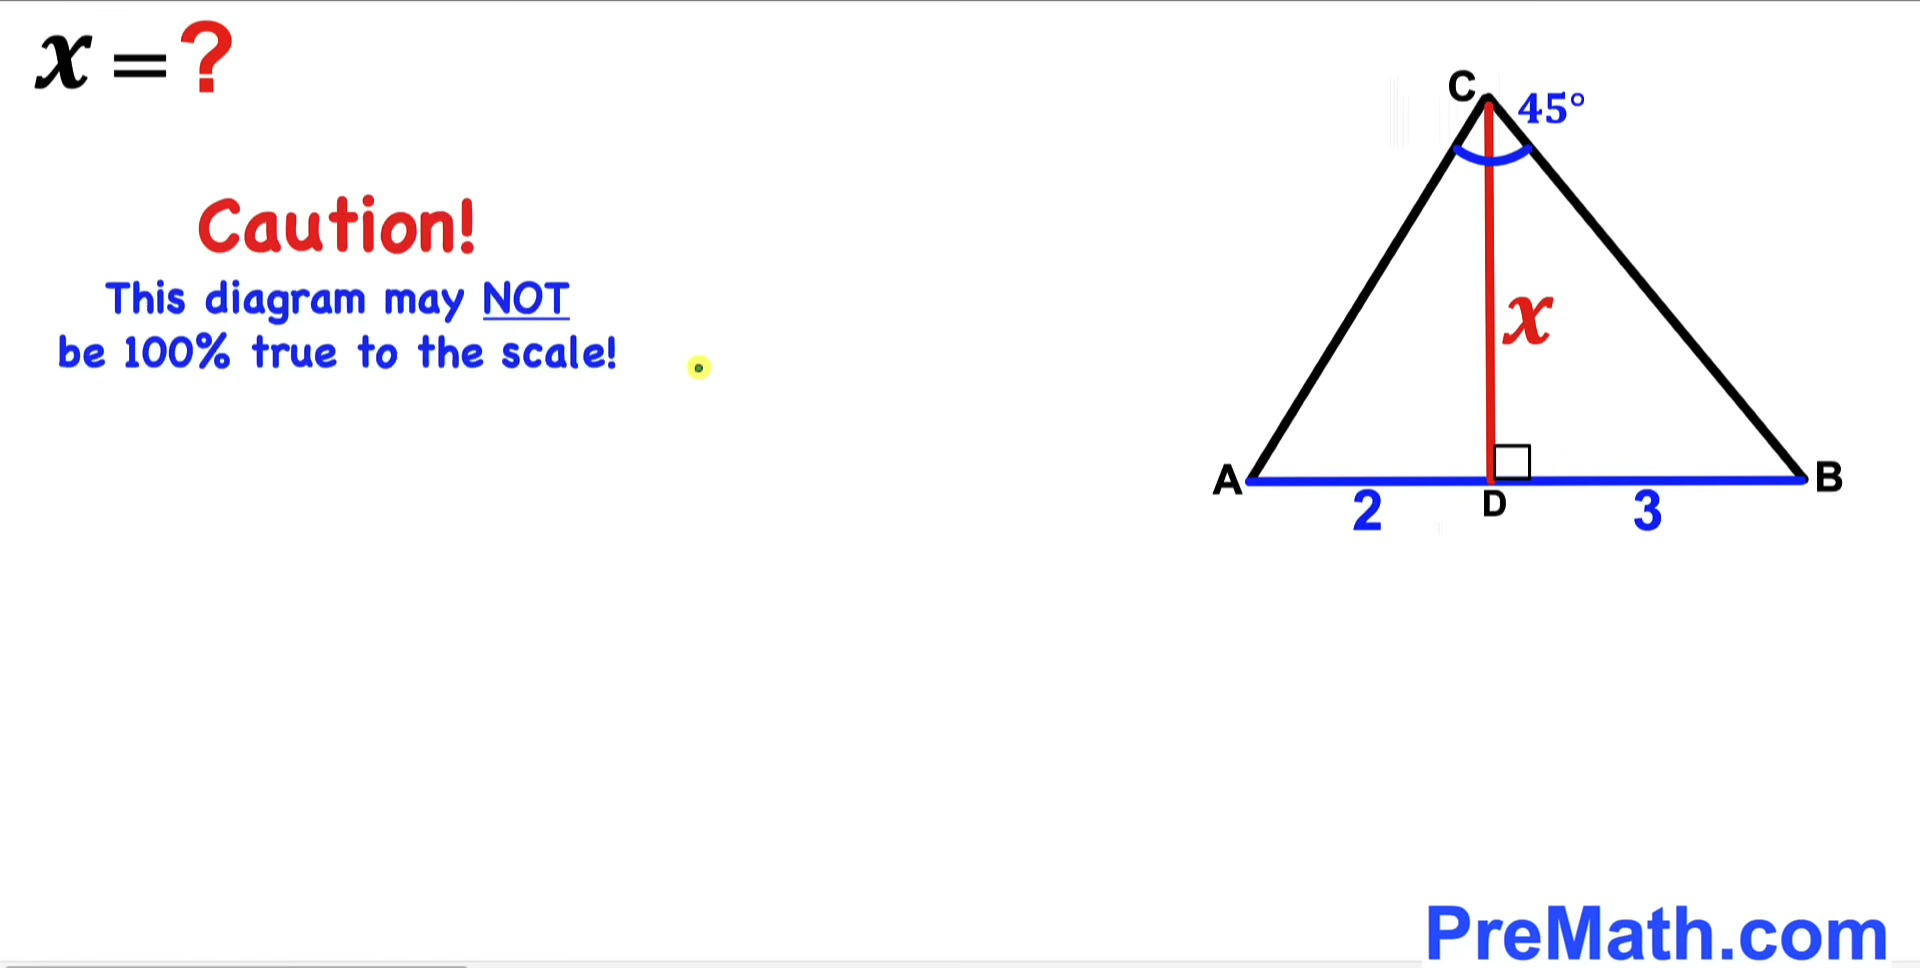 x = ?
C
45°
Caution!
This diagram may NOT
be 100% true to the scale!
x
A
B
2
D
3
PreMath.com